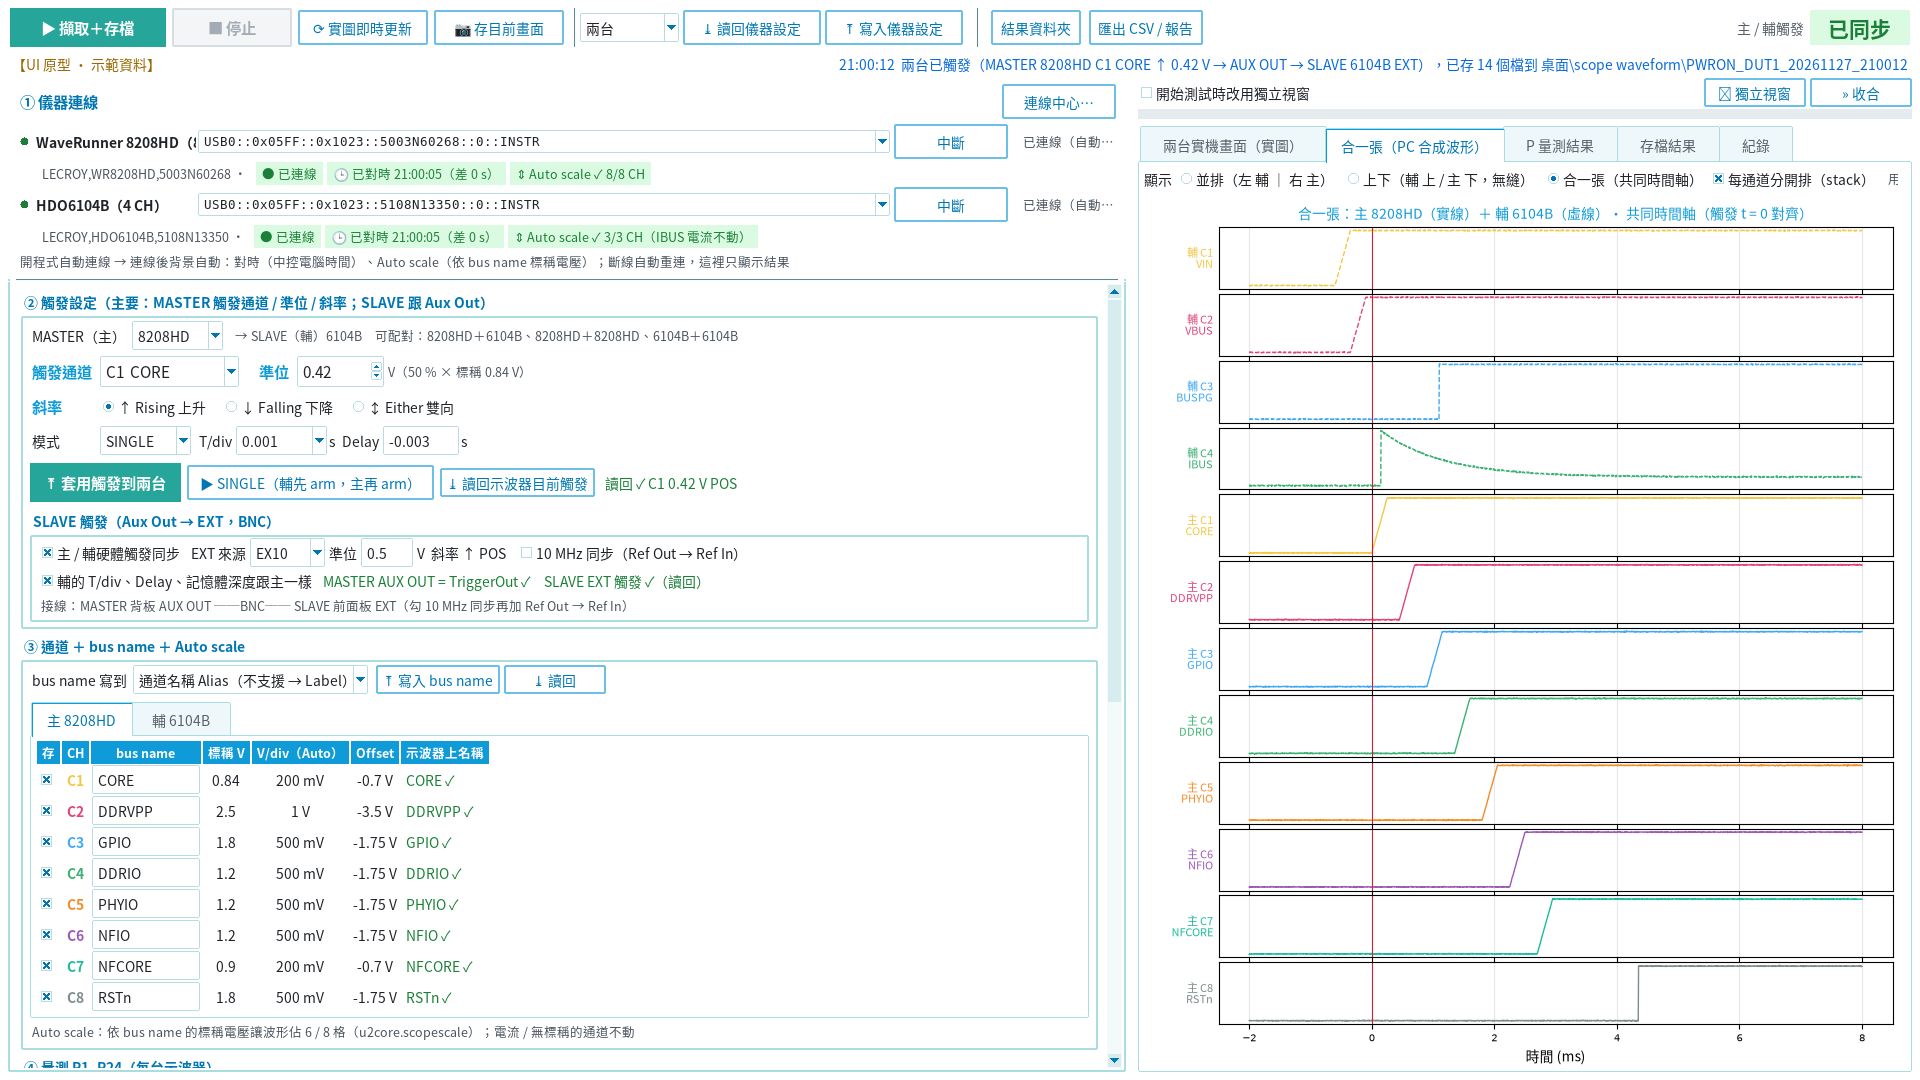 ▶ 擷取＋存檔
■ 停止
⟳ 實圖即時更新
📷 存目前畫面
兩台
⤓ 讀回儀器設定
⤒ 寫入儀器設定
結果資料夾
匯出 CSV / 報告
主 / 輔觸發
已同步
【UI 原型 · 示範資料】
21:00:12 兩台已觸發（MASTER 8208HD C1 CORE ↑ 0.42 V → AUX OUT → SLAVE 6104B EXT），已存 14 個檔到 桌面\scope waveform\PWRON_DUT1_20261127_210012
① 儀器連線
連線中心…
WaveRunner 8208HD（8
USB0::0x05FF::0x1023::5003N60268::0::INSTR
中斷
已連線（自動…
LECROY,WR8208HD,5003N60268 ·
● 已連線
🕒 已對時 21:00:05（差 0 s）
⇕ Auto scale ✓ 8/8 CH
HDO6104B（4 CH）
USB0::0x05FF::0x1023::5108N13350::0::INSTR
中斷
已連線（自動…
LECROY,HDO6104B,5108N13350 ·
● 已連線
🕒 已對時 21:00:05（差 0 s）
⇕ Auto scale ✓ 3/3 CH（IBUS 電流不動）
開程式自動連線 → 連線後背景自動：對時（中控電腦時間）、Auto scale（依 bus name 標稱電壓）；斷線自動重連，這裡只顯示結果
② 觸發設定（主要：MASTER 觸發通道 / 準位 / 斜率；SLAVE 跟 Aux Out）
MASTER（主） 8208HD → SLAVE（輔）6104B 可配對：8208HD＋6104B、8208HD＋8208HD、6104B＋6104B
觸發通道 C1 CORE 準位 0.42 V（50 % × 標稱 0.84 V）
斜率 ↑ Rising 上升 ↓ Falling 下降 ↕ Either 雙向
模式 SINGLE T/div 0.001 s Delay -0.003 s
⤒ 套用觸發到兩台
▶ SINGLE（輔先 arm，主再 arm）
⤓ 讀回示波器目前觸發
讀回 ✓ C1 0.42 V POS
SLAVE 觸發（Aux Out → EXT，BNC）
主 / 輔硬體觸發同步 EXT 來源 EX10 準位 0.5 V 斜率 ↑ POS 10 MHz 同步（Ref Out → Ref In）
輔的 T/div、Delay、記憶體深度跟主一樣 MASTER AUX OUT = TriggerOut ✓ SLAVE EXT 觸發 ✓（讀回）
接線：MASTER 背板 AUX OUT ──BNC── SLAVE 前面板 EXT（勾 10 MHz 同步再加 Ref Out → Ref In）
③ 通道 ＋ bus name ＋ Auto scale
bus name 寫到 通道名稱 Alias（不支援 → Label） ⤒ 寫入 bus name ⤓ 讀回
主 8208HD 輔 6104B
存 CH bus name 標稱 V V/div（Auto） Offset 示波器上名稱
C1 CORE 0.84 200 mV -0.7 V CORE ✓
C2 DDRVPP 2.5 1 V -3.5 V DDRVPP ✓
C3 GPIO 1.8 500 mV -1.75 V GPIO ✓
C4 DDRIO 1.2 500 mV -1.75 V DDRIO ✓
C5 PHYIO 1.2 500 mV -1.75 V PHYIO ✓
C6 NFIO 1.2 500 mV -1.75 V NFIO ✓
C7 NFCORE 0.9 200 mV -0.7 V NFCORE ✓
C8 RSTn 1.8 500 mV -1.75 V RSTn ✓
Auto scale：依 bus name 的標稱電壓讓波形佔 6 / 8 格（u2core.scopescale）；電流 / 無標稱的通道不動
④ 量測 P1..P24（每台示波器）
開始測試時改用獨立視窗
獨立視窗
» 收合
兩台實機畫面（實圖）
合一張（PC 合成波形）
P 量測結果
存檔結果
紀錄
顯示 並排（左 輔 ｜ 右 主） 上下（輔 上 / 主 下，無縫） 合一張（共同時間軸） 每通道分開排（stack） 用
合一張：主 8208HD（實線）＋ 輔 6104B（虛線）· 共同時間軸（觸發 t = 0 對齊）
輔 C1
VIN
輔 C2
VBUS
輔 C3
BUSPG
輔 C4
IBUS
主 C1
CORE
主 C2
DDRVPP
主 C3
GPIO
主 C4
DDRIO
主 C5
PHYIO
主 C6
NFIO
主 C7
NFCORE
主 C8
RSTn
−2 0 2 4 6 8
時間 (ms)